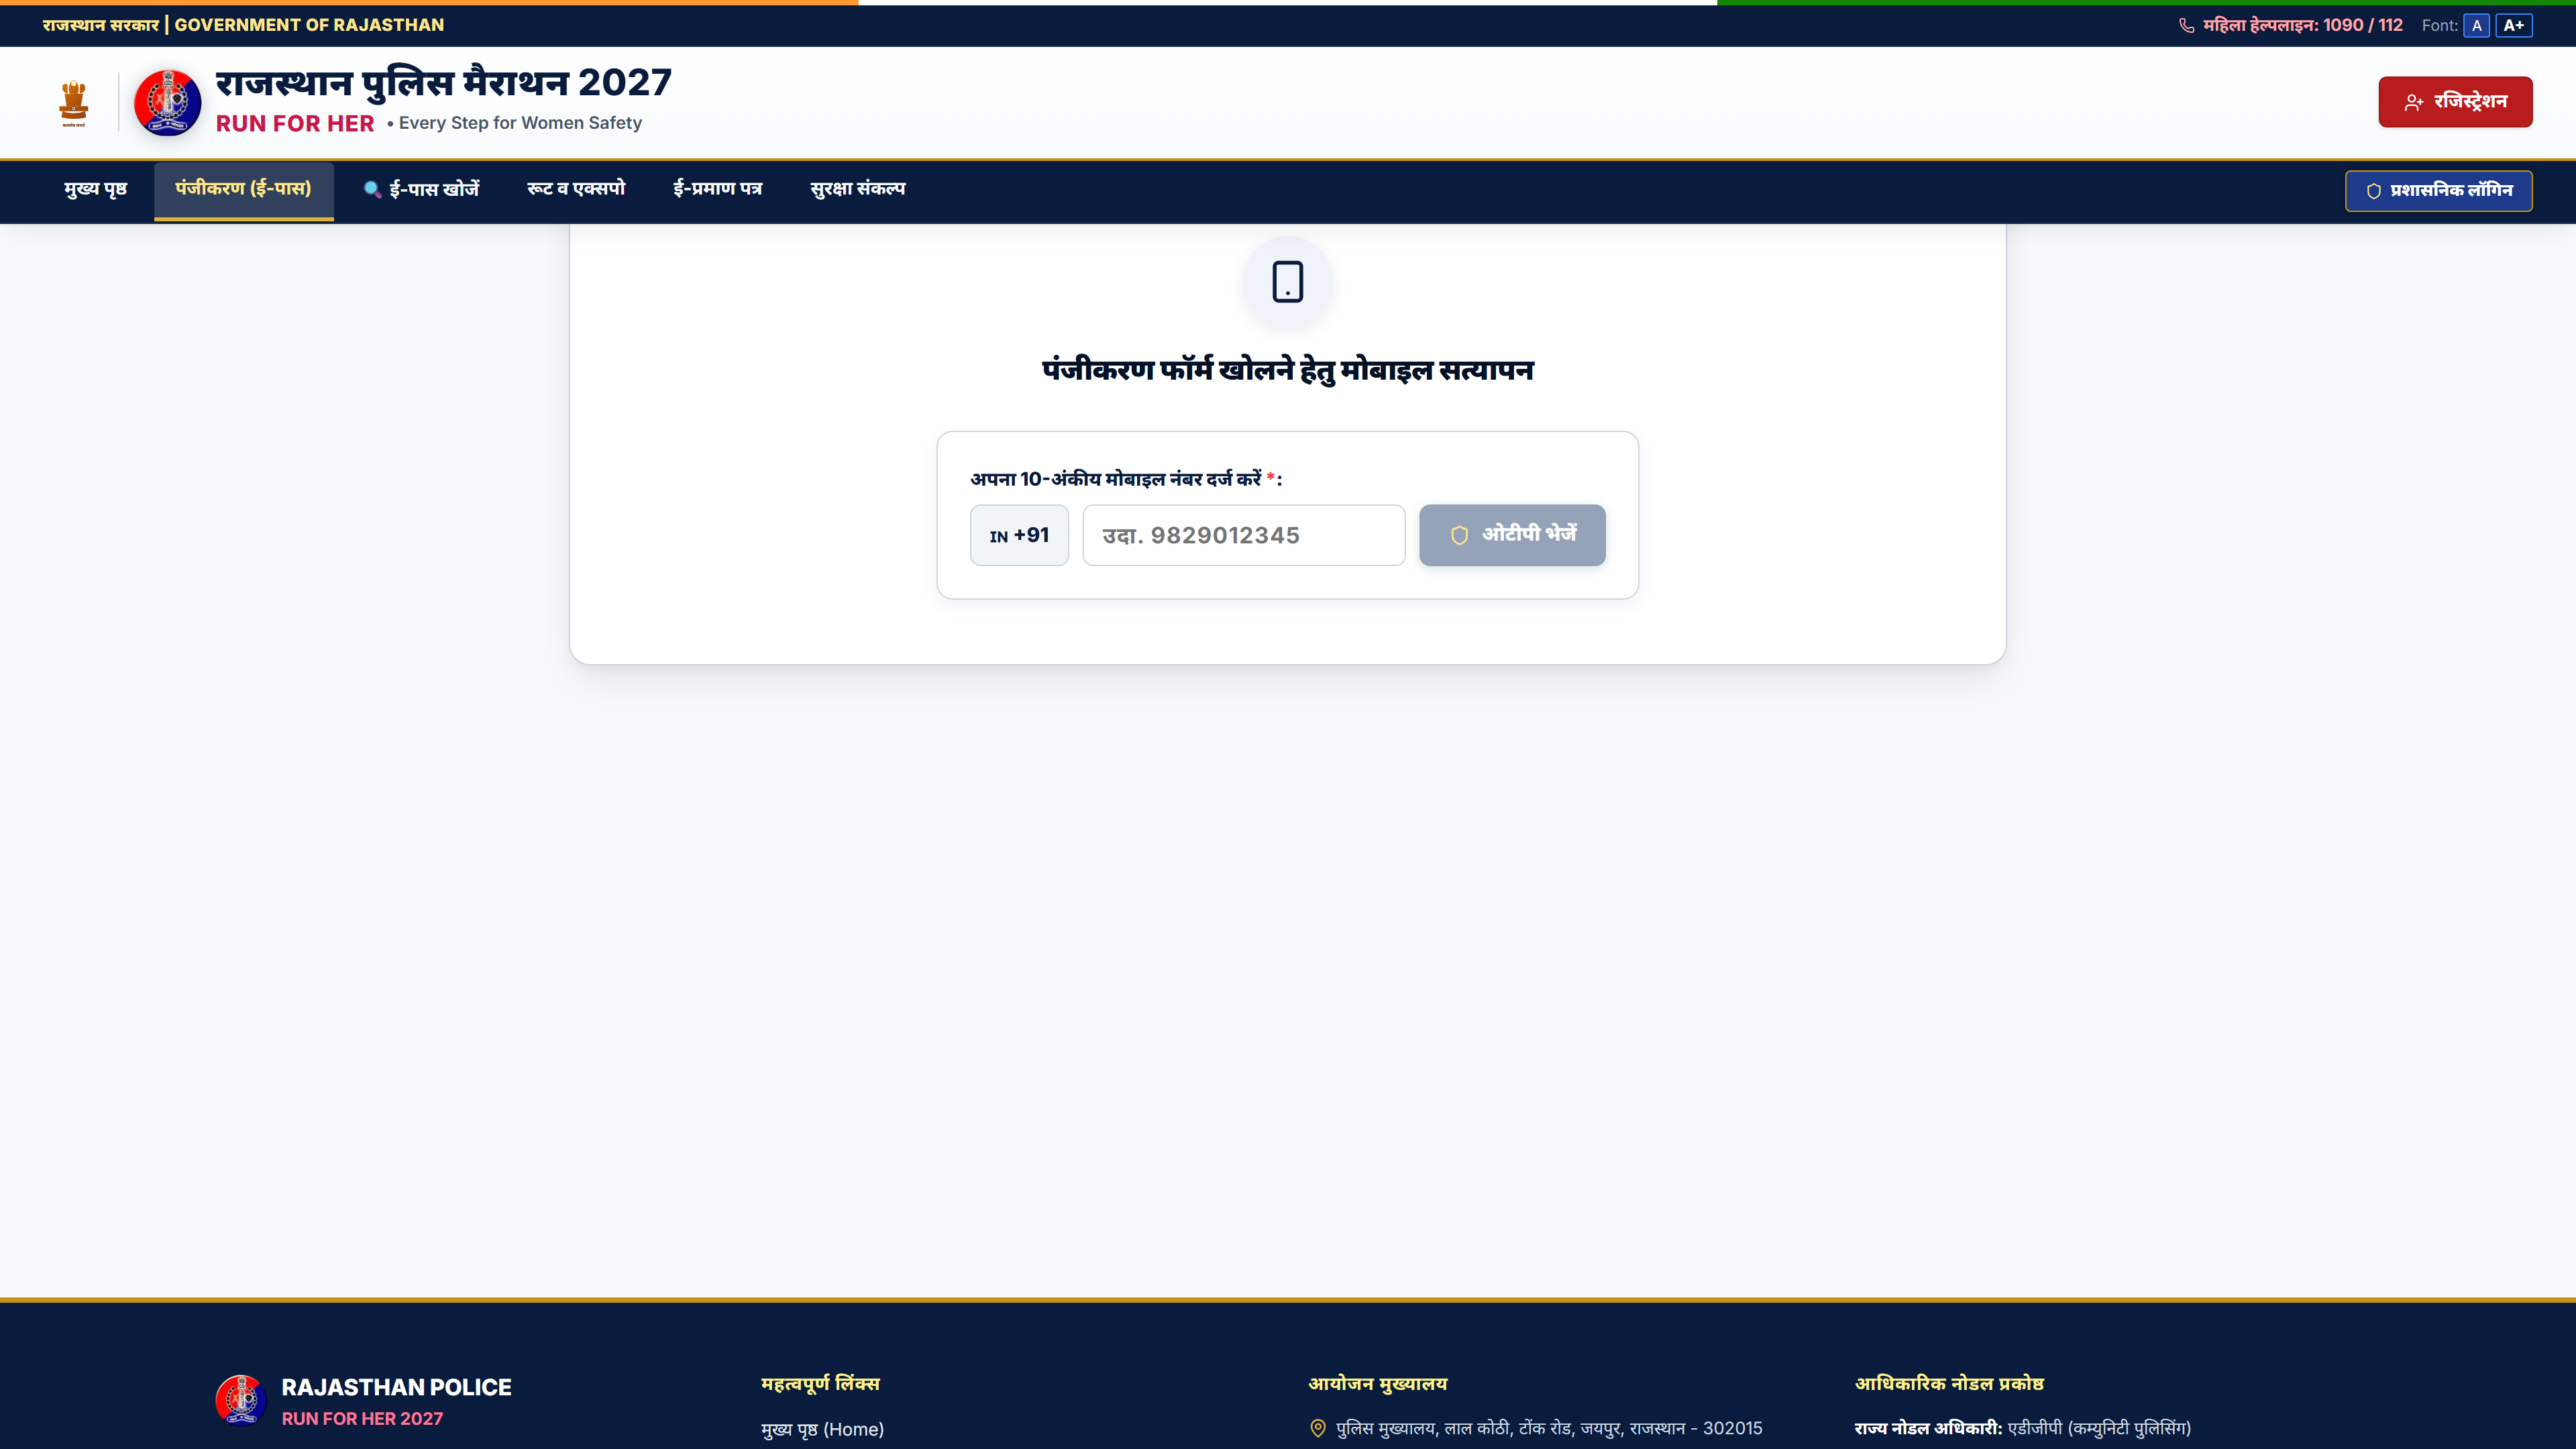 राजस्थान सरकार | GOVERNMENT OF RAJASTHAN
महिला हेल्पलाइन: 1090 / 112 Font: A A+
राजस्थान पुलिस मैराथन 2027
RUN FOR HER • Every Step for Women Safety
रजिस्ट्रेशन
मुख्य पृष्ठ पंजीकरण (ई-पास) ई-पास खोजें रूट व एक्सपो ई-प्रमाण पत्र सुरक्षा संकल्प प्रशासनिक लॉगिन
पंजीकरण फॉर्म खोलने हेतु मोबाइल सत्यापन
अपना 10-अंकीय मोबाइल नंबर दर्ज करें *:
IN +91 उदा. 9829012345 ओटीपी भेजें
RAJASTHAN POLICE
RUN FOR HER 2027
महत्वपूर्ण लिंक्स
मुख्य पृष्ठ (Home)
आयोजन मुख्यालय
पुलिस मुख्यालय, लाल कोठी, टोंक रोड, जयपुर, राजस्थान - 302015
आधिकारिक नोडल प्रकोष्ठ
राज्य नोडल अधिकारी: एडीजीपी (कम्युनिटी पुलिसिंग)